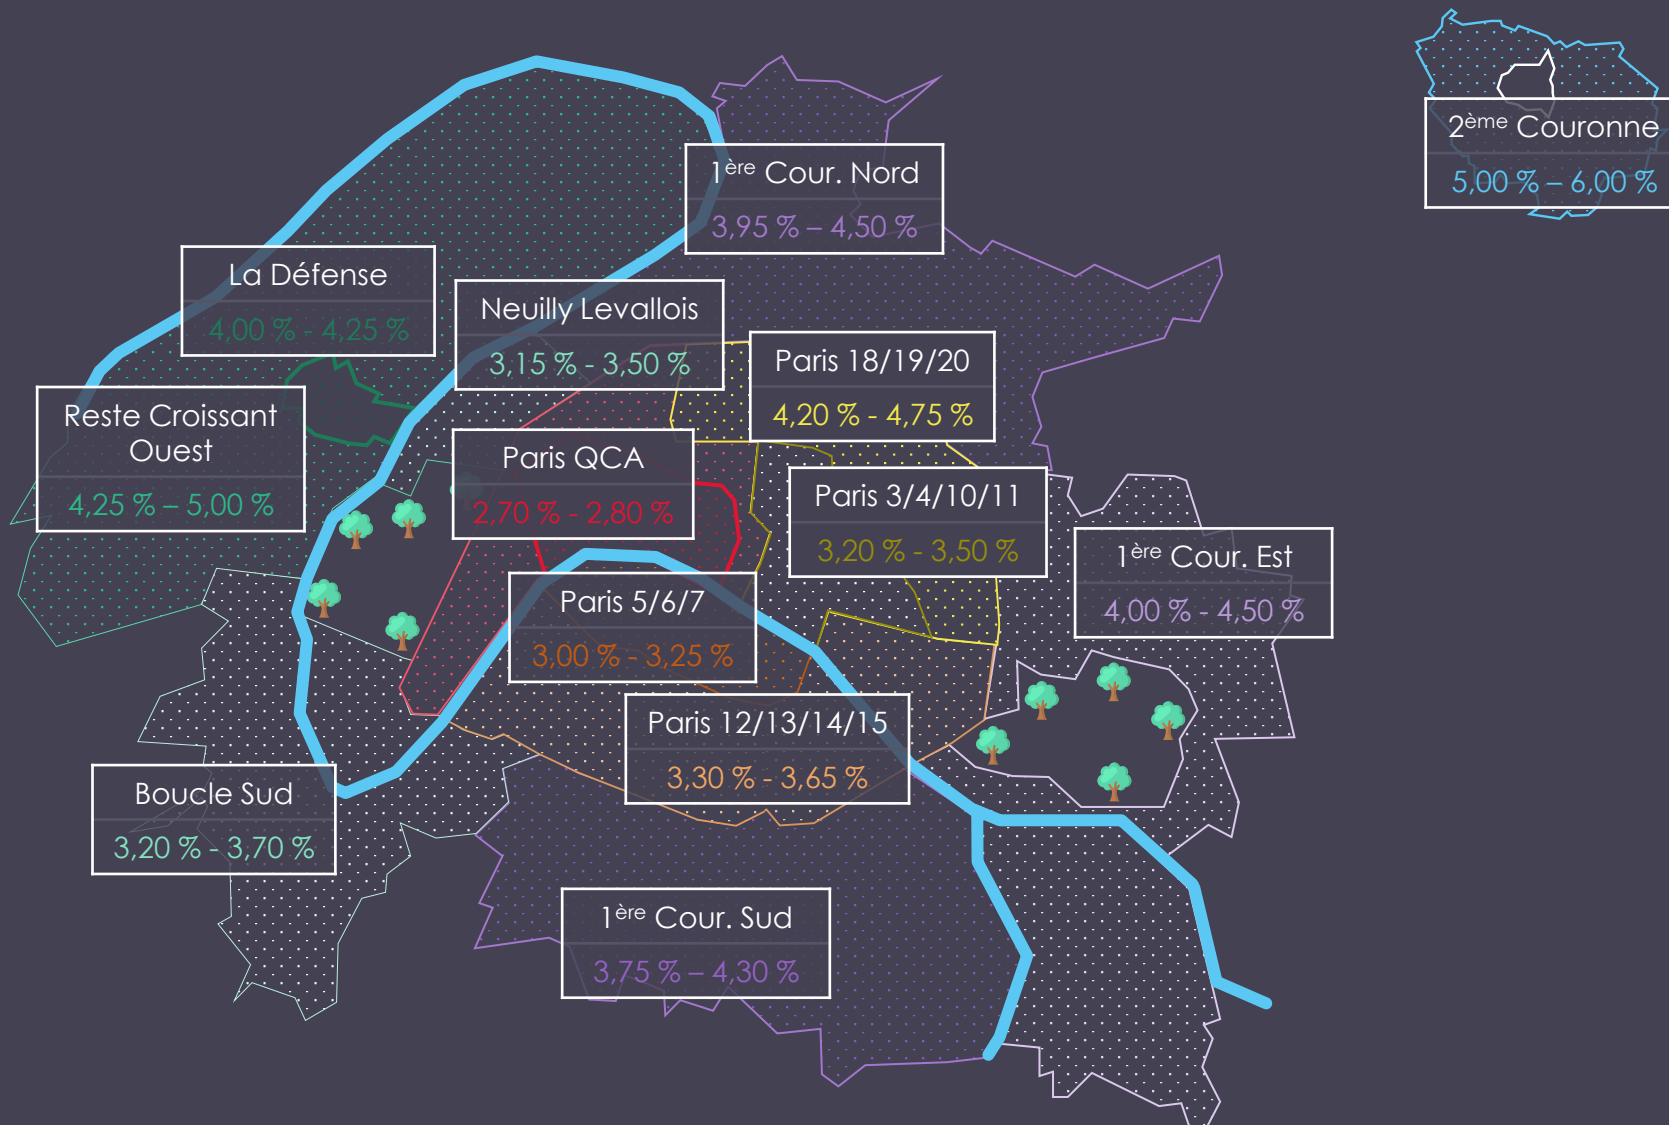 2ème Couronne
5,00 % – 6,00 %
1ère Cour. Nord
3,95 % – 4,50 %
La Défense
4,00 % - 4,25 %
Neuilly Levallois
3,15 % - 3,50 %
Paris 18/19/20
4,20 % - 4,75 %
Reste Croissant
Ouest
4,25 % – 5,00 %
Paris QCA
2,70 % - 2,80 %
Paris 3/4/10/11
3,20 % - 3,50 %
1ère Cour. Est
4,00 % - 4,50 %
Paris 5/6/7
3,00 % - 3,25 %
Paris 12/13/14/15
3,30 % - 3,65 %
Boucle Sud
3,20 % - 3,70 %
1ère Cour. Sud
3,75 % – 4,30 %